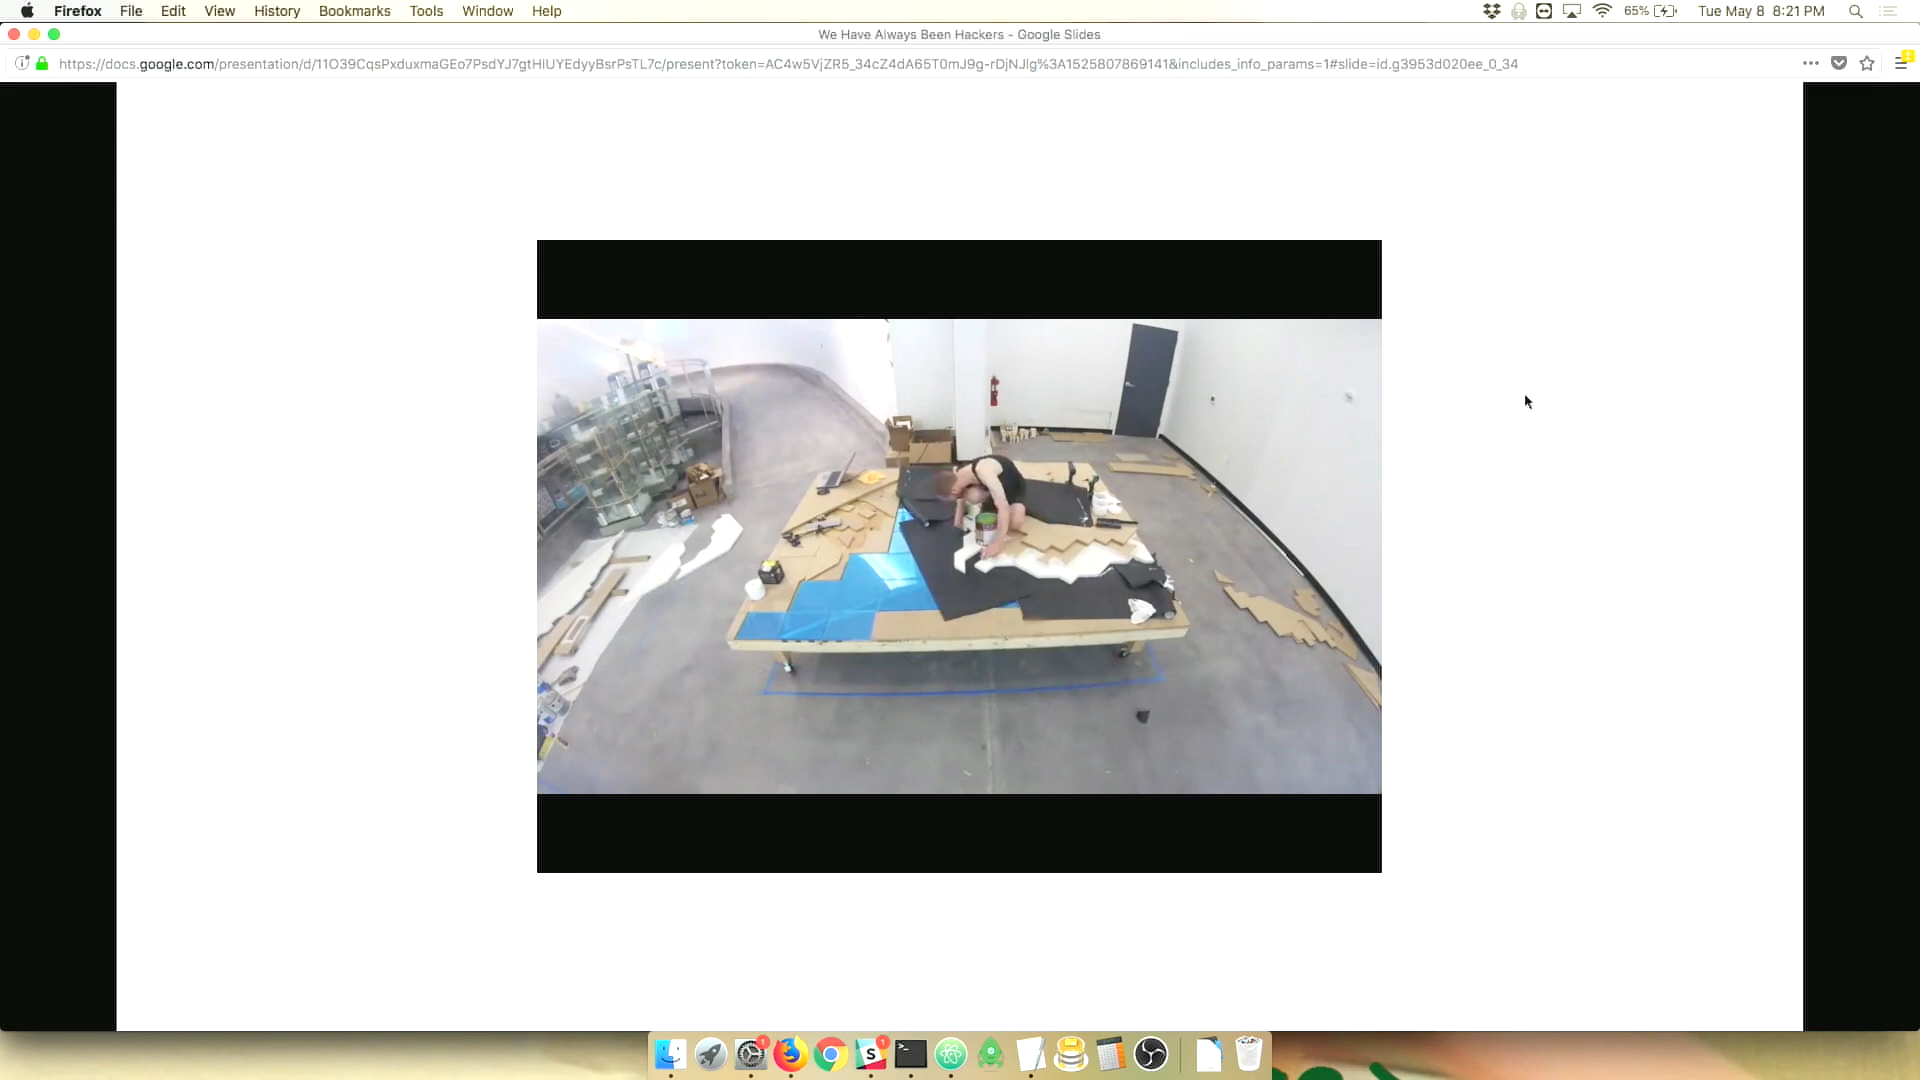 Firefox File Edit View History Bookmarks Tools Window Help 65% Tue May 8 8:21 PM
We Have Always Been Hackers - Google Slides
https://docs.google.com/presentation/d/11O39CqsPxduxmaGEo7PsdYJ7gtHIUYEdyyBsrPsTL7c/present?token=AC4w5VjZR5_34cZ4dA65T0mJ9g-rDjNJlg%3A1525807869141&includes_info_params=1#slide=id.g3953d020ee_0_34
1 1